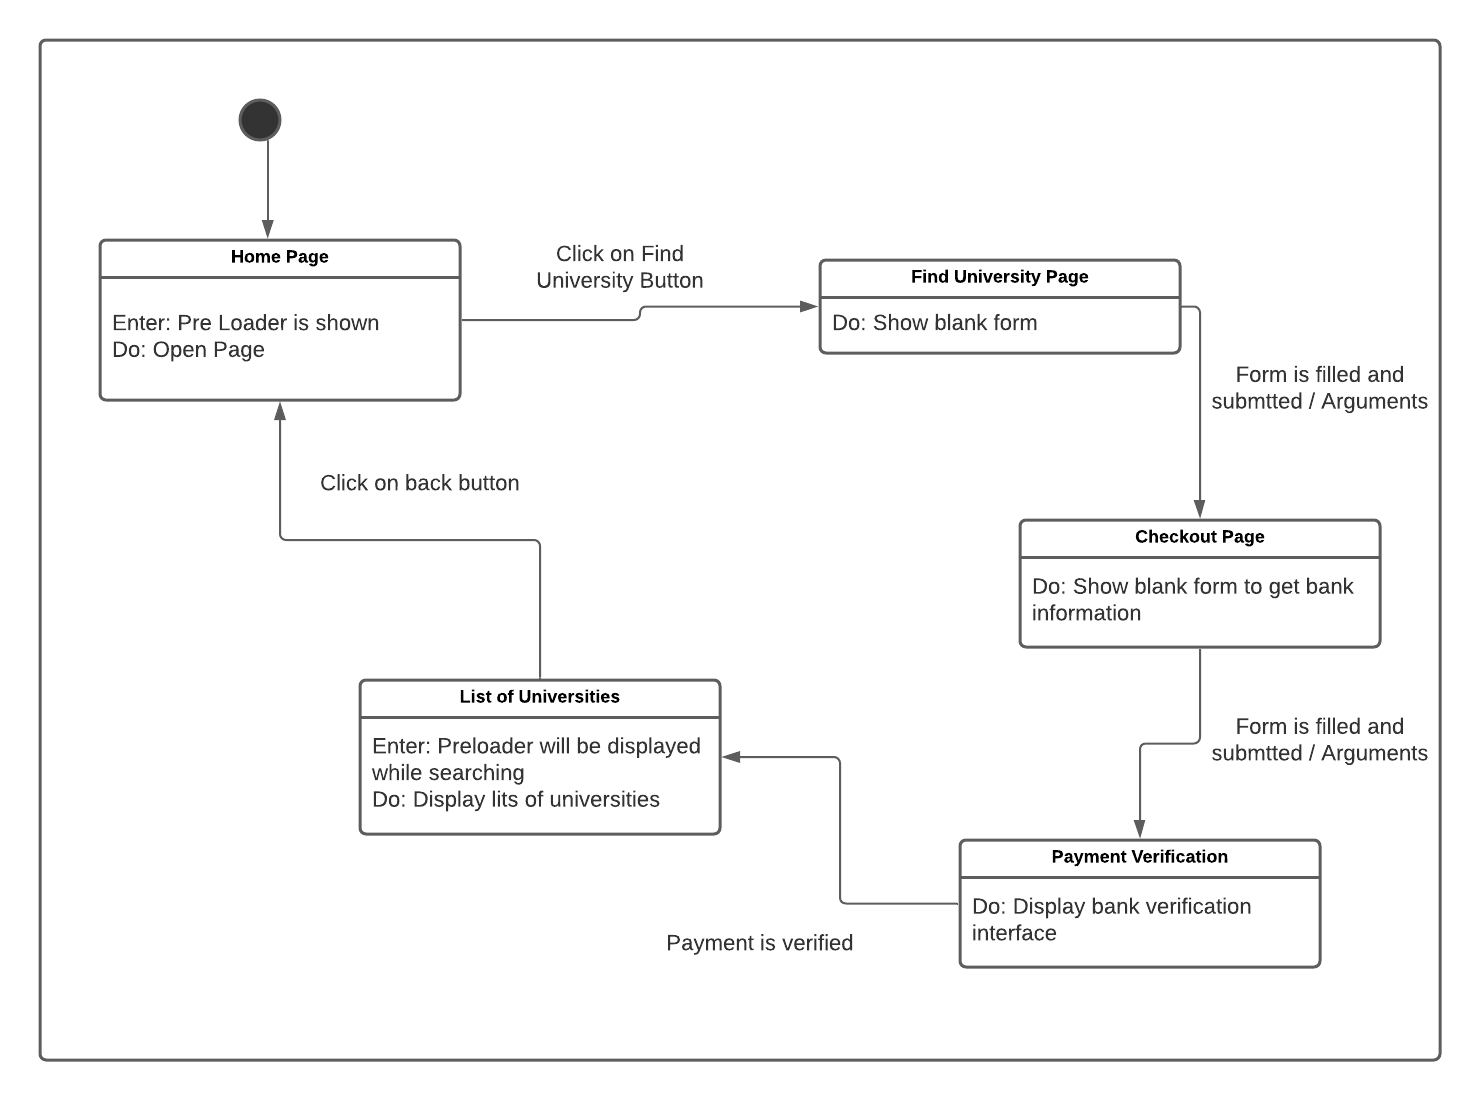 Home Page
Enter: Pre Loader is shown
Do: Open Page
Click on Find
University Button
Find University Page
Do: Show blank form
Form is filled and
submtted / Arguments
Click on back button
Checkout Page
Do: Show blank form to get bank
information
List of Universities
Enter: Preloader will be displayed
while searching
Do: Display lits of universities
Form is filled and
submtted / Arguments
Payment Verification
Do: Display bank verification
interface
Payment is verified